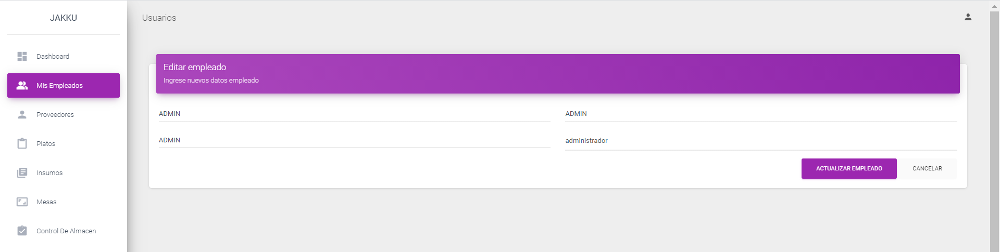 JAKKU
Dashboard
Mis Empleados
Proveedores
Platos
Insumos
Mesas
Control De Almacen
Usuarios
Editar empleado
Ingrese nuevos datos empleado
ADMIN
ADMIN
ADMIN
administrador
ACTUALIZAR EMPLEADO
CANCELAR